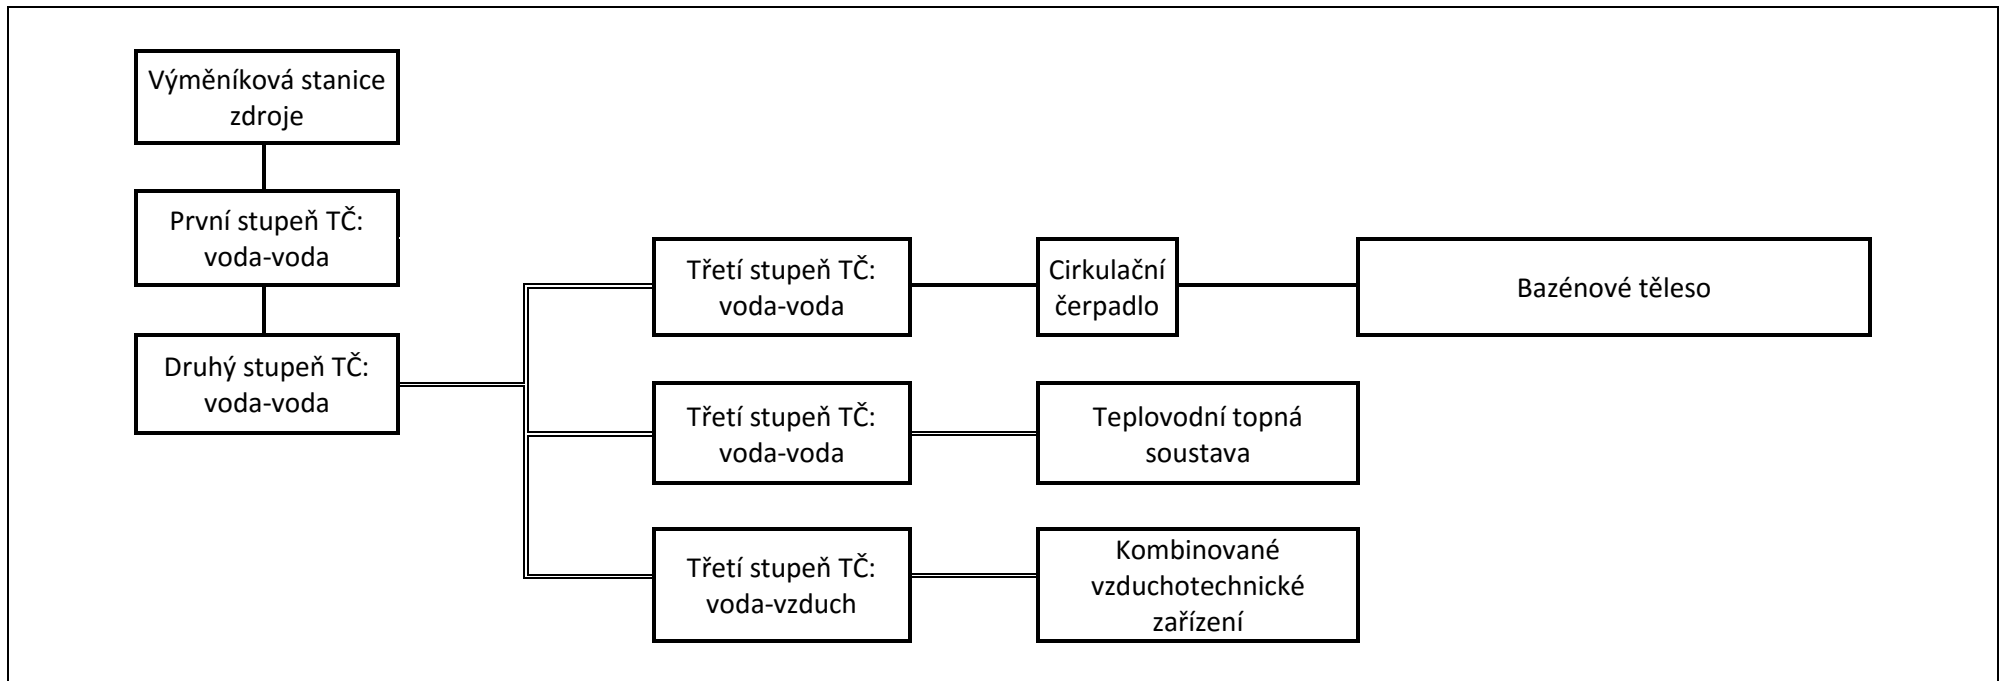 Výměníková stanice
zdroje
První stupeň TČ:
voda-voda
Druhý stupeň TČ:
voda-voda
Třetí stupeň TČ:
voda-voda
Cirkulační
čerpadlo
Bazénové těleso
Třetí stupeň TČ:
voda-voda
Teplovodní topná
soustava
Třetí stupeň TČ:
voda-vzduch
Kombinované
vzduchotechnické
zařízení